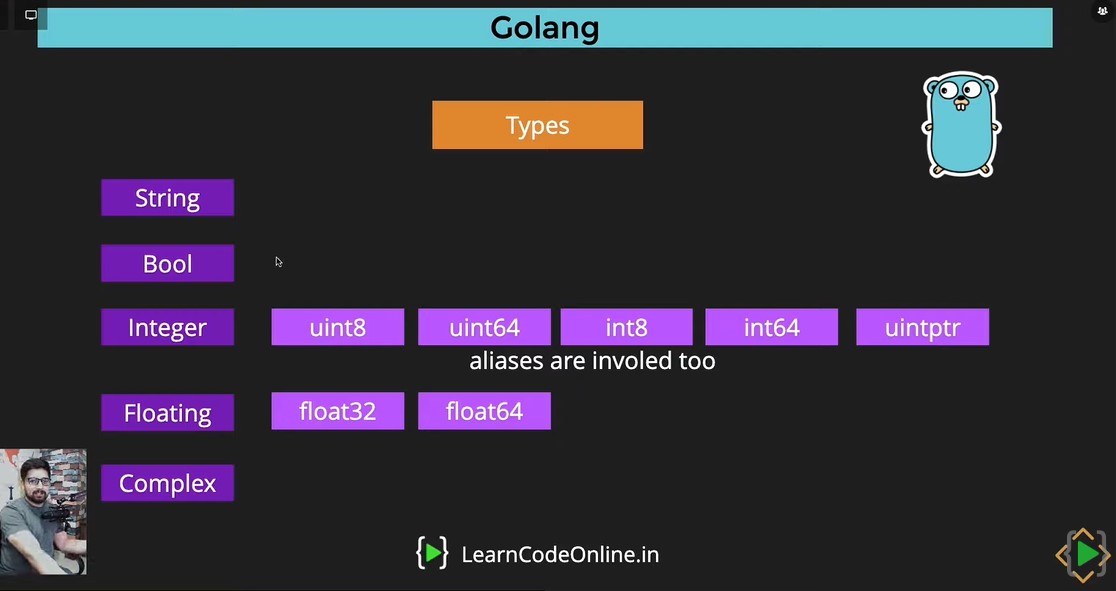 Golang
Types
String
Bool
Integer uint8 uint64 int8 int64 uintptr
aliases are involed too
Floating float32 float64
Complex
LearnCodeOnline.in